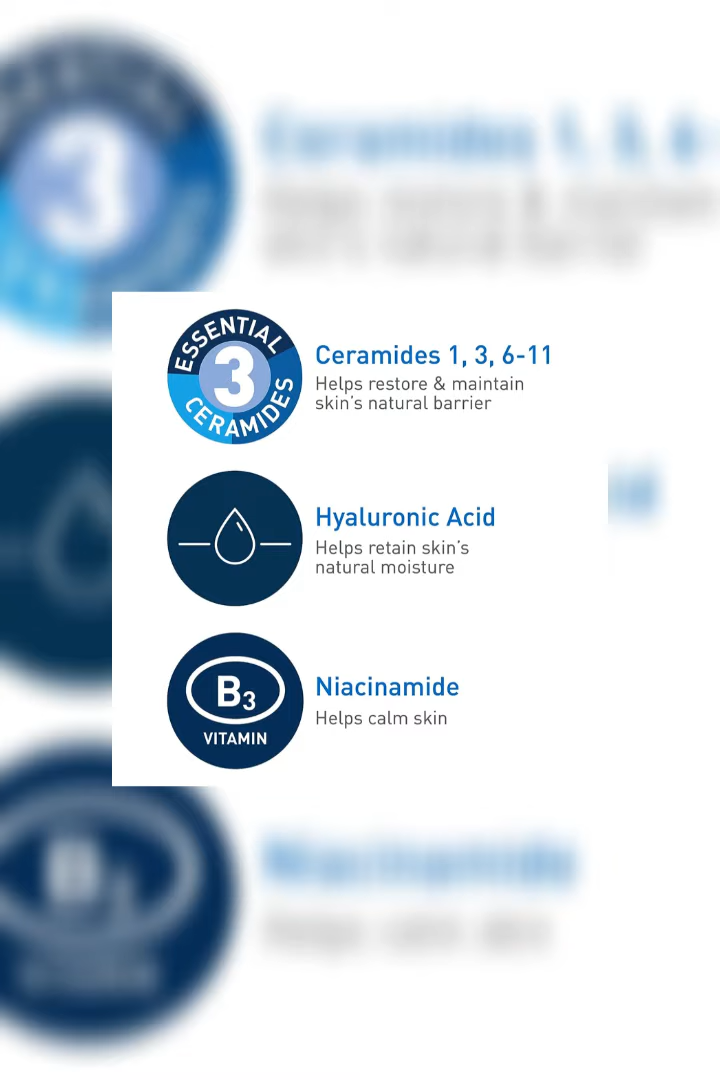 ESSENTIAL
3
CERAMIDES
Ceramides 1, 3, 6-11
Helps restore & maintain
skin's natural barrier
Hyaluronic Acid
Helps retain skin's
natural moisture
B3
VITAMIN
Niacinamide
Helps calm skin